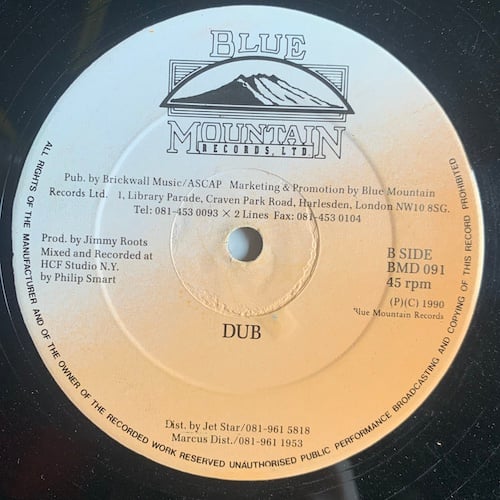 BLUE
MOUNTAIN
RECORDS, LTD
Pub. by Brickwall Music/ASCAP Marketing & Promotion by Blue Mountain
Records Ltd. 1, Library Parade, Craven Park Road, Harlesden, London NW10 8SG.
Tel: 081-453 0093 × 2 Lines Fax: 081-453 0104
Prod. by Jimmy Roots
Mixed and Recorded at
HCF Studio N.Y.
by Philip Smart
B SIDE
BMD 091
45 rpm
(P)(C) 1990
Blue Mountain Records
DUB
Dist. by Jet Star/081-961 5818
Marcus Dist./081-961 1953
ALL RIGHTS OF THE MANUFACTURER AND OF THE OWNER OF THE RECORDED WORK RESERVED UNAUTHORISED PUBLIC PERFORMANCE BROADCASTING AND COPYING OF THIS RECORD PROHIBITED